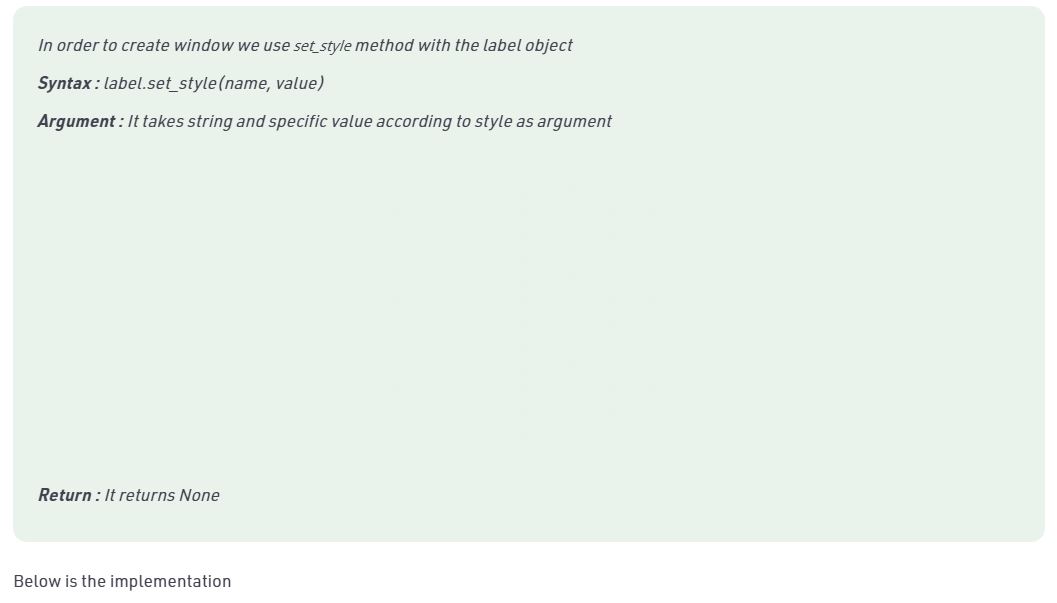 In order to create window we use set_style method with the label object
Syntax : label.set_style(name, value)
Argument : It takes string and specific value according to style as argument
Return : It returns None
Below is the implementation